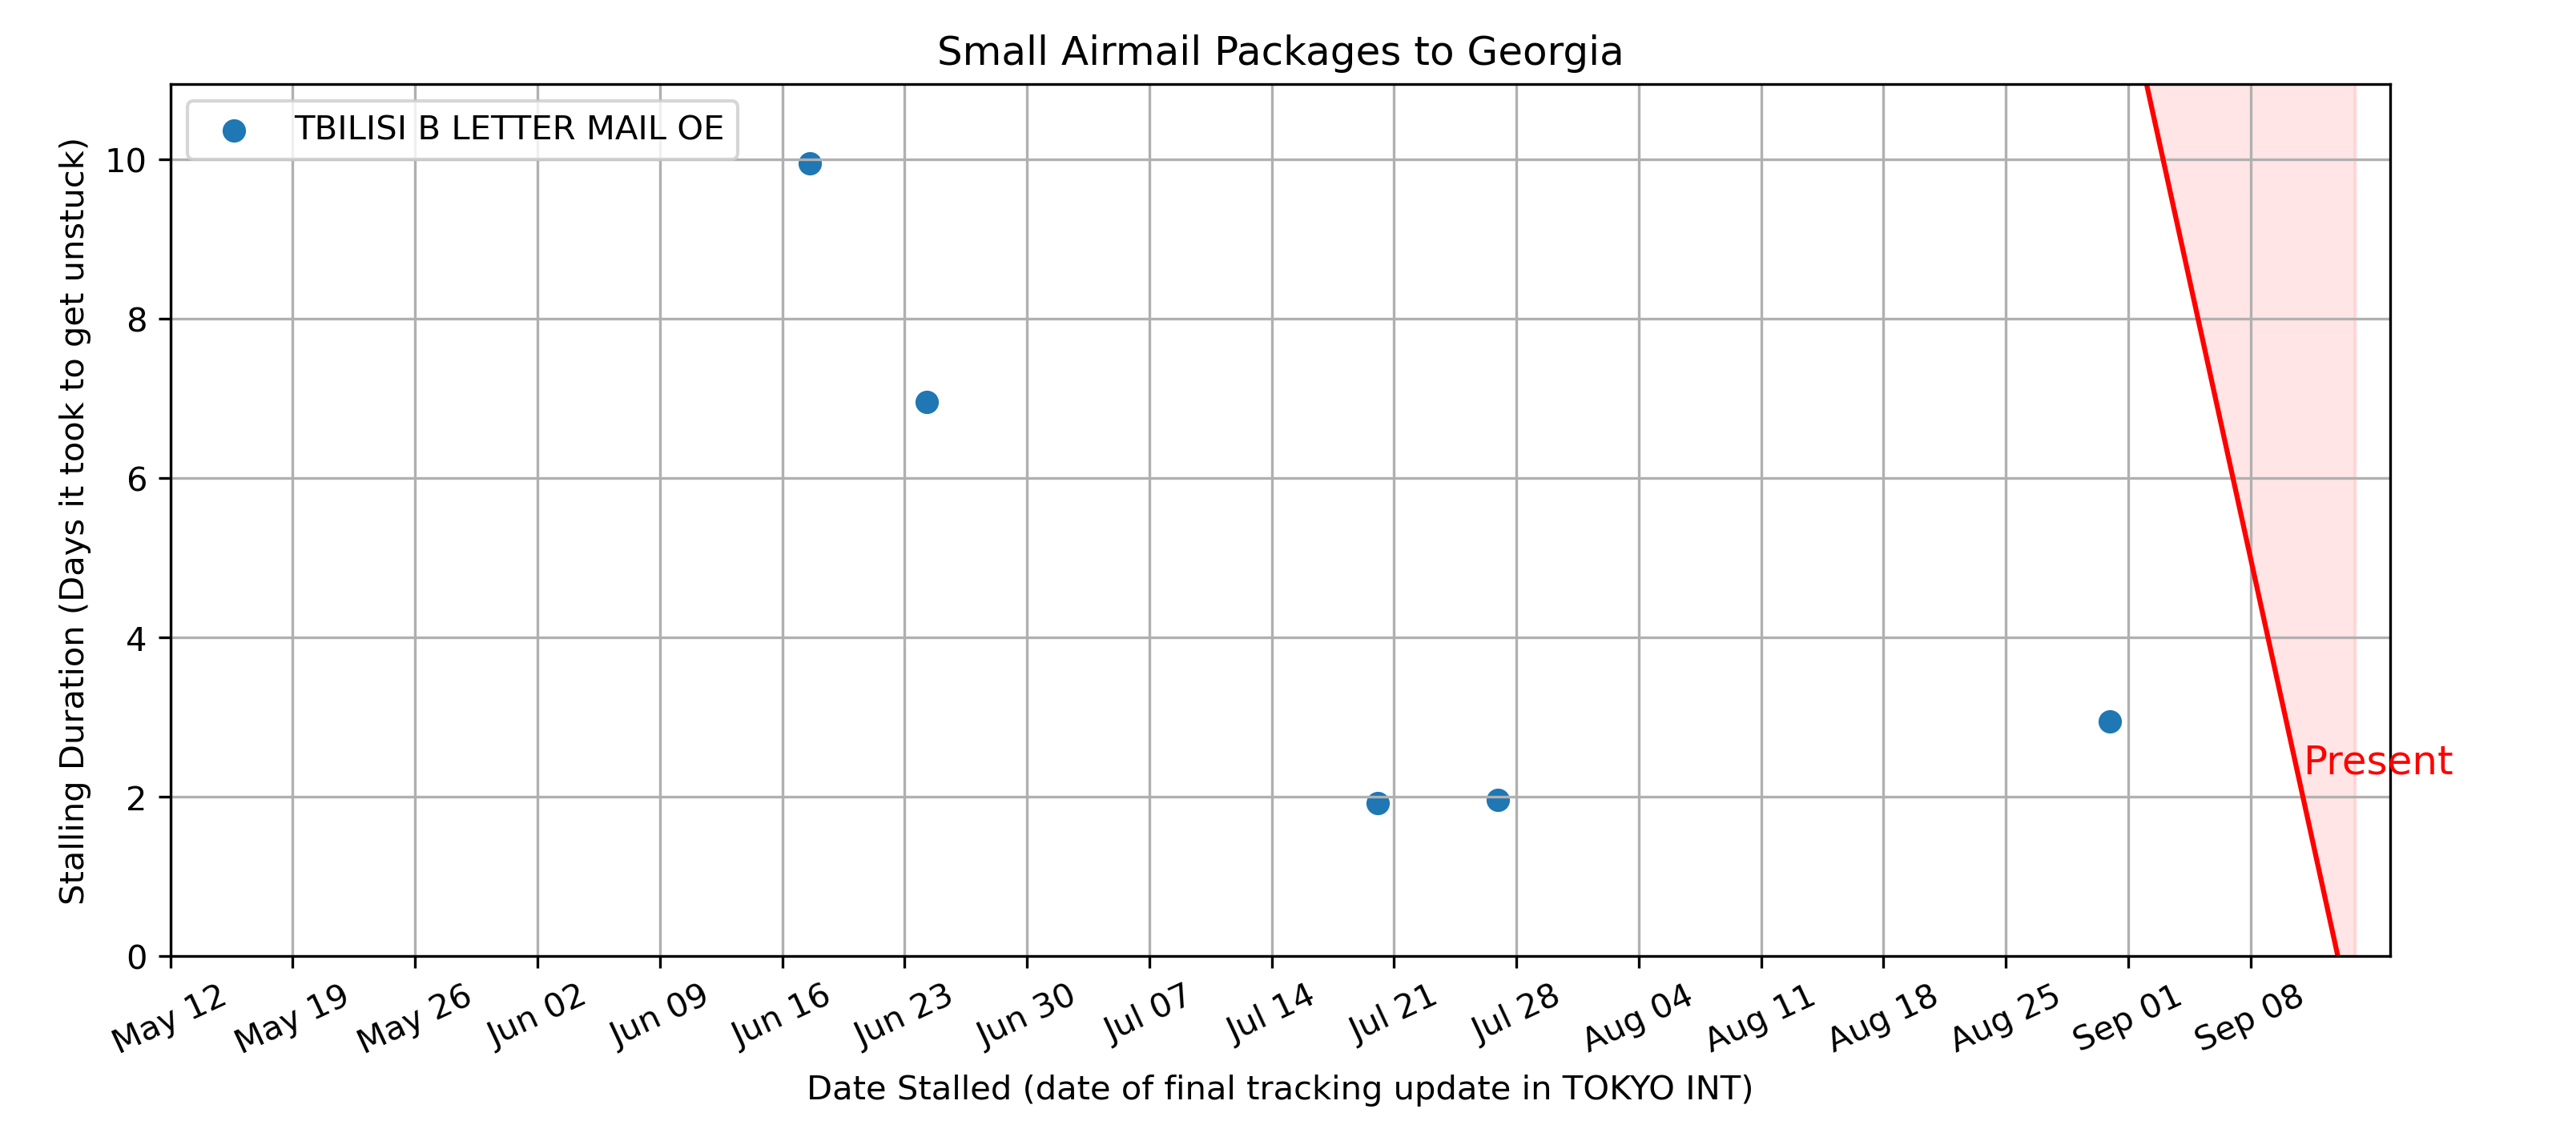 Small Airmail Packages to Georgia
TBILISI B LETTER MAIL OE
Stalling Duration (Days it took to get unstuck)
10
8
6
4
2
0
Present
May 12
May 19
May 26
Jun 02
Jun 09
Jun 16
Jun 23
Jun 30
Jul 07
Jul 14
Jul 21
Jul 28
Aug 04
Aug 11
Aug 18
Aug 25
Sep 01
Sep 08
Date Stalled (date of final tracking update in TOKYO INT)